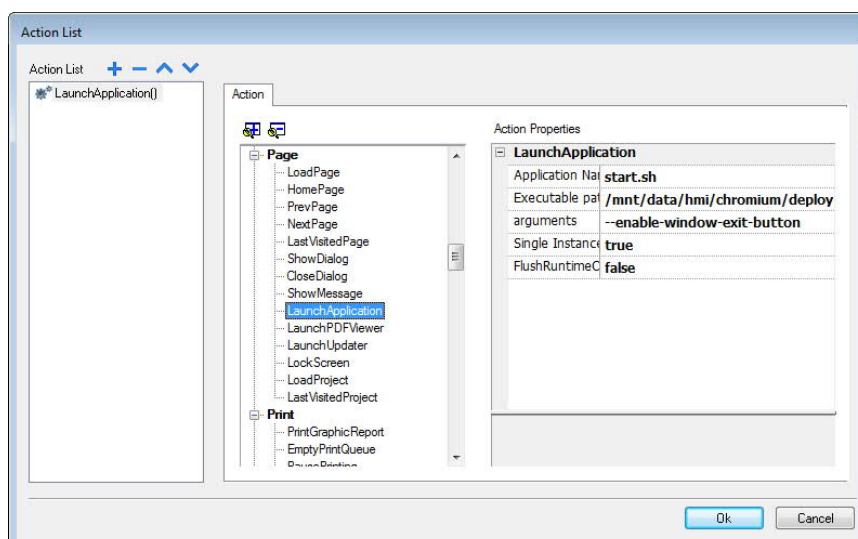 Action List
Action List
LaunchApplication()
Action
Page
LoadPage
HomePage
PrevPage
NextPage
LastVisitedPage
ShowDialog
CloseDialog
ShowMessage
LaunchApplication
LaunchPDFViewer
LaunchUpdater
LockScreen
LoadProject
LastVisitedProject
Print
PrintGraphicReport
EmptyPrintQueue
PausePrinting
Action Properties
LaunchApplication
Application Nar start.sh
Executable pat /mnt/data/hmi/chromium/deploy
arguments --enable-window-exit-button
Single Instance true
FlushRuntimeC false
Ok Cancel